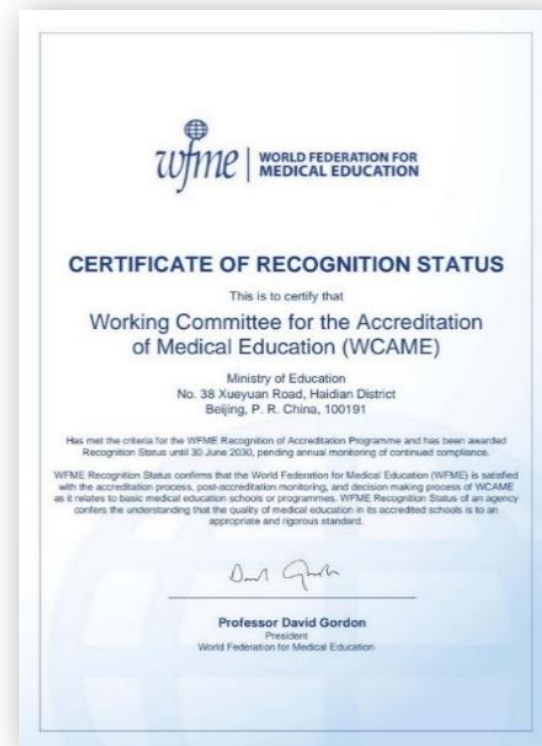 wfme
WORLD FEDERATION FOR
MEDICAL EDUCATION
CERTIFICATE OF RECOGNITION STATUS
This is to certify that
Working Committee for the Accreditation
of Medical Education (WCAME)
Ministry of Education
No. 38 Xueyuan Road, Haidian District
Beijing, P. R. China, 100191
Has met the criteria for the WFME Recognition of Accreditation Programme and has been awarded
Recognition Status until 30 June 2030, pending annual monitoring of continued compliance.
WFME Recognition Status confirms that the World Federation for Medical Education (WFME) is satisfied
with the accreditation process, post-accreditation monitoring, and decision making process of WCAME
as it relates to basic medical education schools or programmes. WFME Recognition Status of an agency
confers the understanding that the quality of medical education in its accredited schools is to an
appropriate and rigorous standard.
Professor David Gordon
President
World Federation for Medical Education